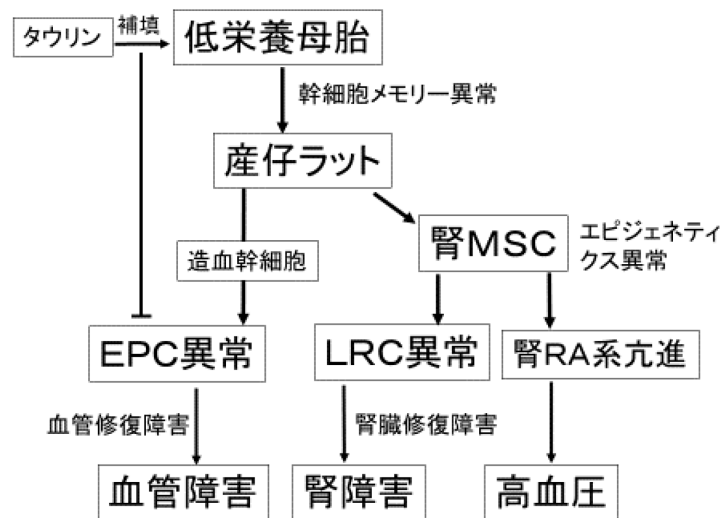 タウリン
補填
低栄養母胎
幹細胞メモリー異常
産仔ラット
造血幹細胞
腎MSC
エピジェネティ
クス異常
EPC異常
LRC異常
腎RA系亢進
血管修復障害
腎臓修復障害
血管障害
腎障害
高血圧